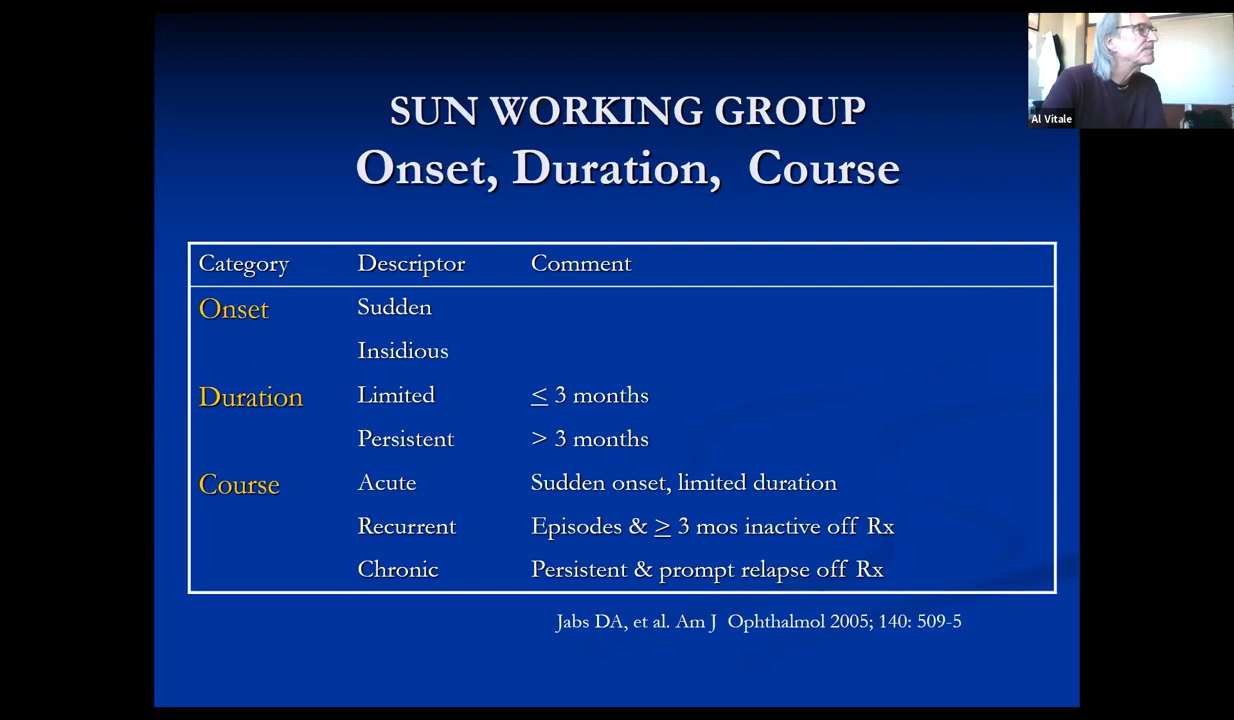 SUN WORKING GROUP
Onset, Duration, Course
Category Descriptor Comment
Onset Sudden
Insidious
Duration Limited ≤ 3 months
Persistent > 3 months
Course Acute Sudden onset, limited duration
Recurrent Episodes & ≥ 3 mos inactive off Rx
Chronic Persistent & prompt relapse off Rx
Jabs DA, et al. Am J Ophthalmol 2005; 140: 509-5
Al Vitale